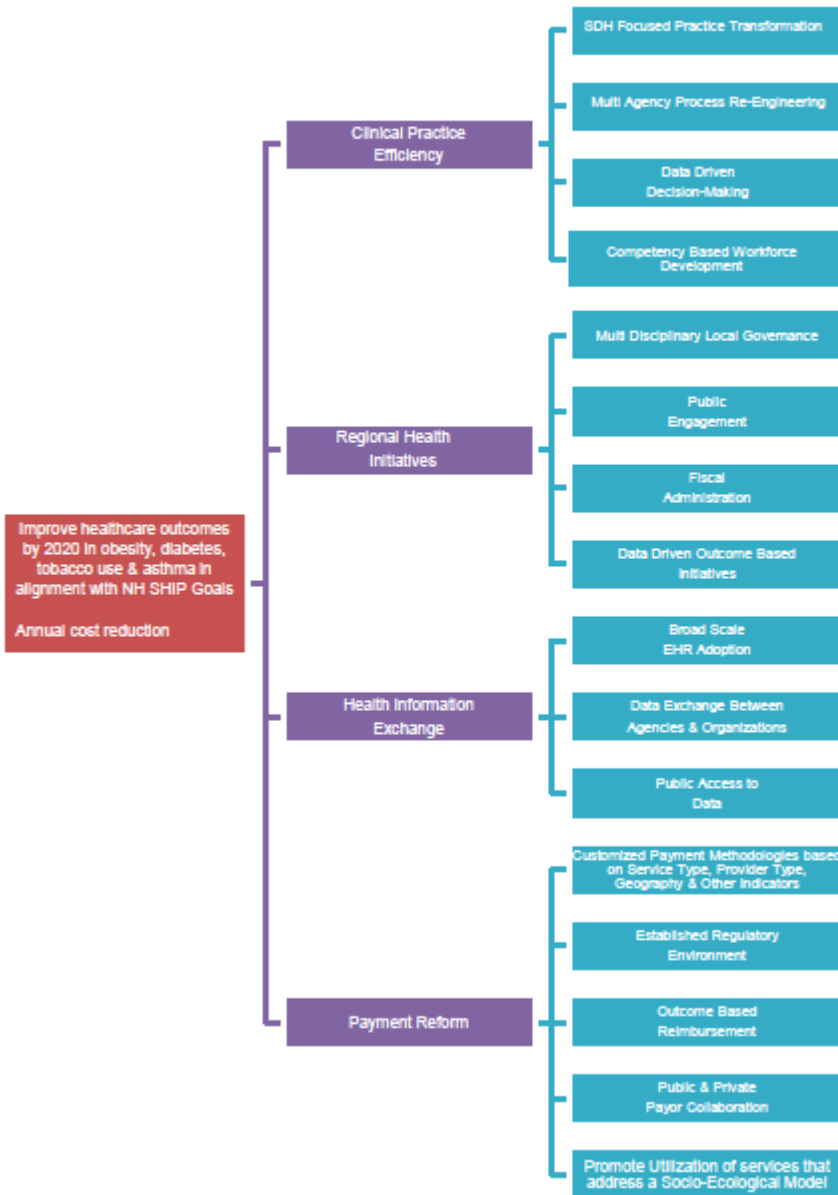 SDH Focused Practice Transformation
Multi Agency Process Re-Engineering
Clinical Practice
Efficiency
Data Driven
Decision-Making
Competency Based Workforce
Development
Multi Disciplinary Local Governance
Public
Engagement
Regional Health
Initiatives
Fiscal
Administration
Data Driven Outcome Based
Initiatives
Improve healthcare outcomes
by 2020 in obesity, diabetes,
tobacco use & asthma in
alignment with NH SHIP Goals
Annual cost reduction
Broad Scale
EHR Adoption
Health Information
Exchange
Data Exchange Between
Agencies & Organizations
Public Access to
Data
Customized Payment Methodologies based
on Service Type, Provider Type,
Geography & Other Indicators
Established Regulatory
Environment
Payment Reform
Outcome Based
Reimbursement
Public & Private
Payor Collaboration
Promote Utilization of services that
address a Socio-Ecological Model